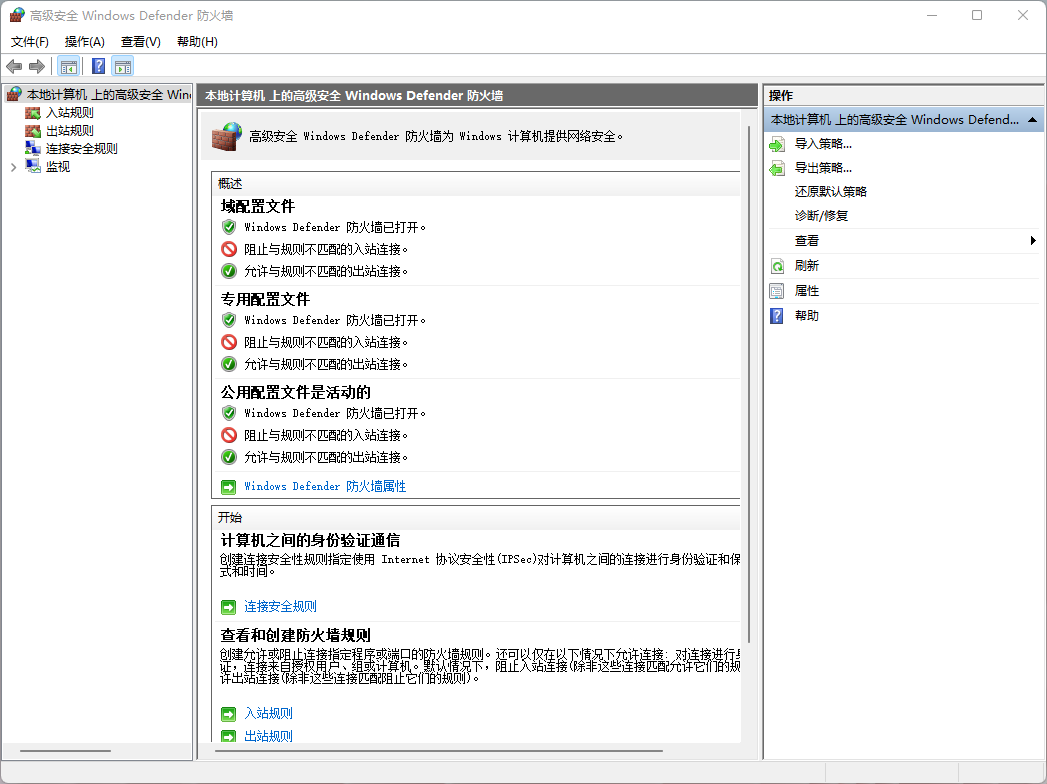 高级安全 Windows Defender 防火墙
文件(F) 操作(A) 查看(V) 帮助(H)
本地计算机 上的高级安全 Win
入站规则
出站规则
连接安全规则
监视
本地计算机 上的高级安全 Windows Defender 防火墙
高级安全 Windows Defender 防火墙为 Windows 计算机提供网络安全。
概述
域配置文件
Windows Defender 防火墙已打开。
阻止与规则不匹配的入站连接。
允许与规则不匹配的出站连接。
专用配置文件
Windows Defender 防火墙已打开。
阻止与规则不匹配的入站连接。
允许与规则不匹配的出站连接。
公用配置文件是活动的
Windows Defender 防火墙已打开。
阻止与规则不匹配的入站连接。
允许与规则不匹配的出站连接。
Windows Defender 防火墙属性
开始
计算机之间的身份验证通信
创建连接安全性规则指定使用 Internet 协议安全性(IPSec)对计算机之间的连接进行身份验证和保
式和时间。
连接安全规则
查看和创建防火墙规则
创建允许或阻止连接指定程序或端口的防火墙规则。还可以仅在以下情况下允许连接: 对连接进行身
证，连接来自授权用户、组或计算机。默认情况下，阻止入站连接(除非这些连接匹配允许它们的规
许出站连接(除非这些连接匹配阻止它们的规则)。
入站规则
出站规则
操作
本地计算机 上的高级安全 Windows Defend...
导入策略...
导出策略...
还原默认策略
诊断/修复
查看
刷新
属性
帮助